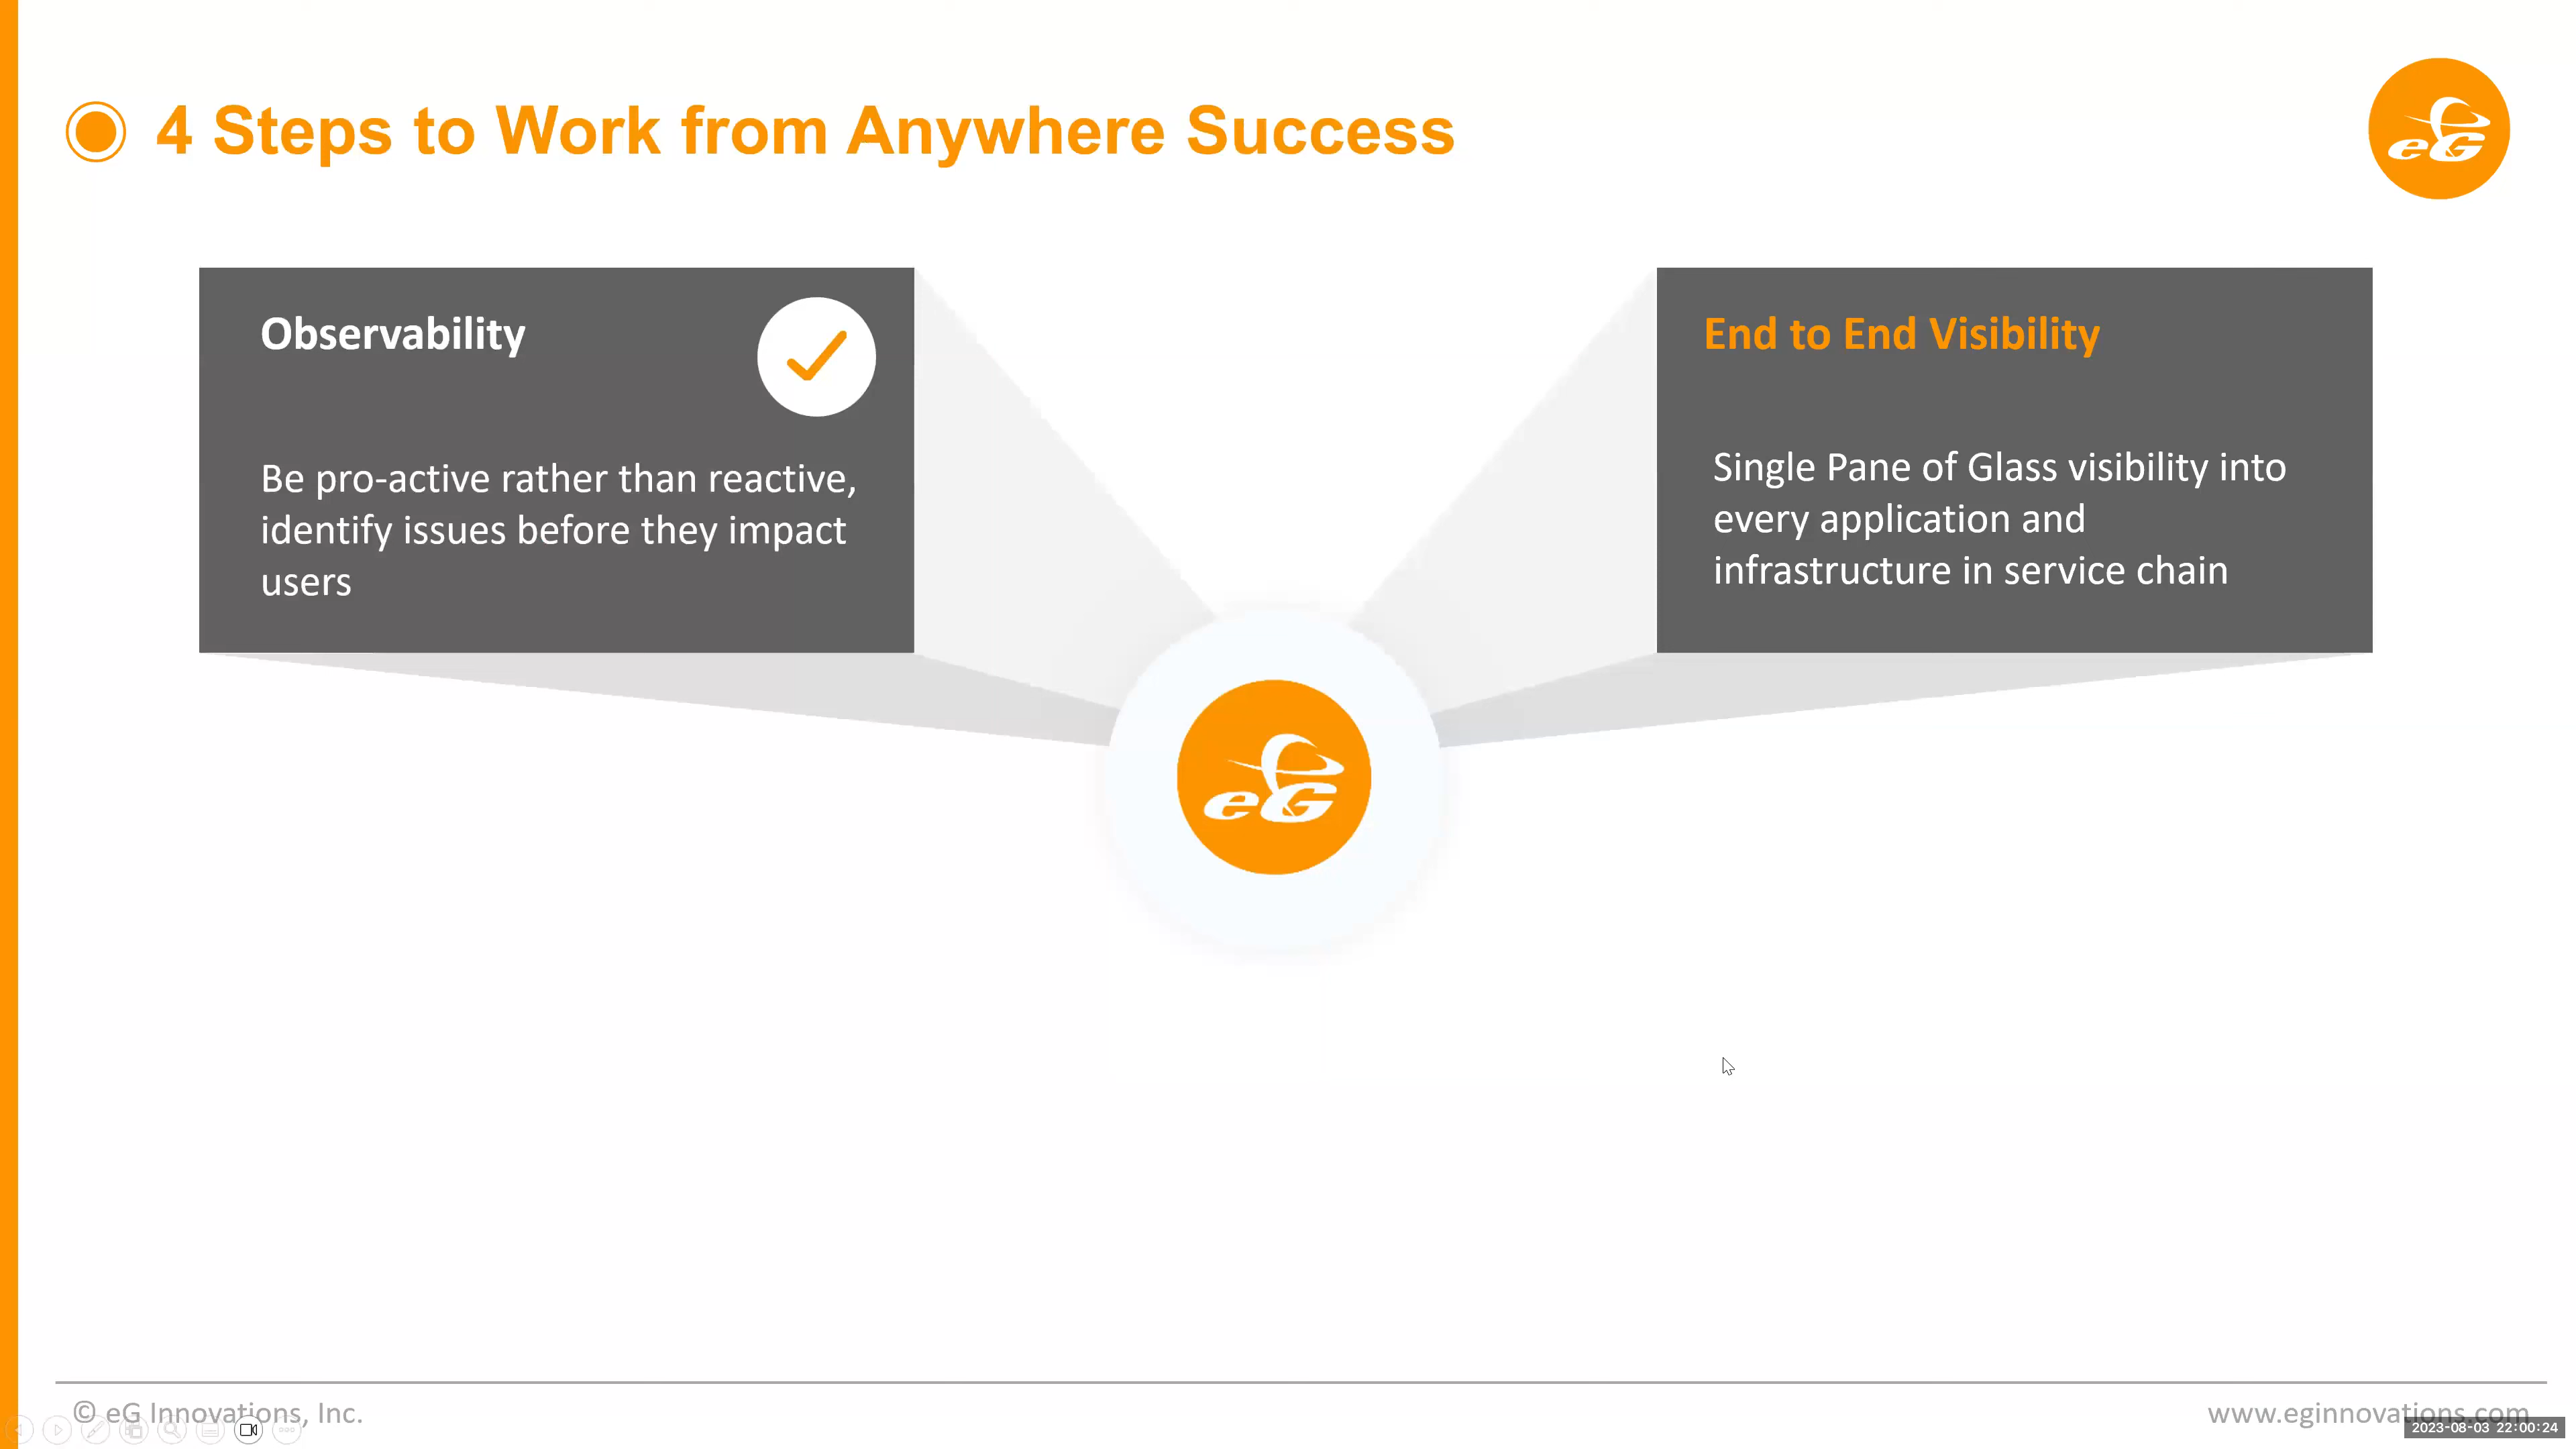 4 Steps to Work from Anywhere Success
eG
Observability
Be pro-active rather than reactive,
identify issues before they impact
users
End to End Visibility
Single Pane of Glass visibility into
every application and
infrastructure in service chain
eG
© eG Innovations, Inc.
www.eginnovations.com
2023-08-03 22:00:24